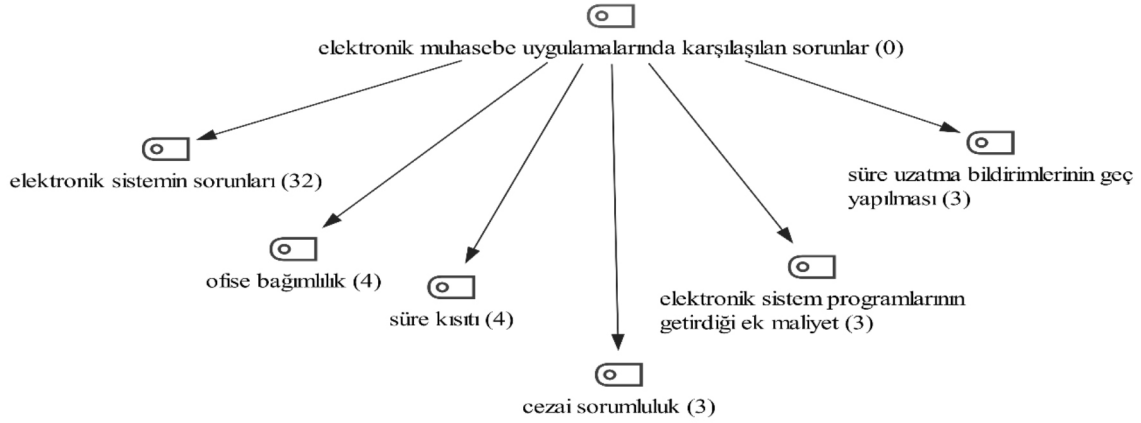 elektronik muhasebe uygulamalarında karşılaşılan sorunlar (0)
elektronik sistemin sorunları (32)
süre uzatma bildirimlerinin geç
yapılması (3)
ofise bağımlılık (4)
süre kısıtı (4)
elektronik sistem programlarının
getirdiği ek maliyet (3)
cezai sorumluluk (3)